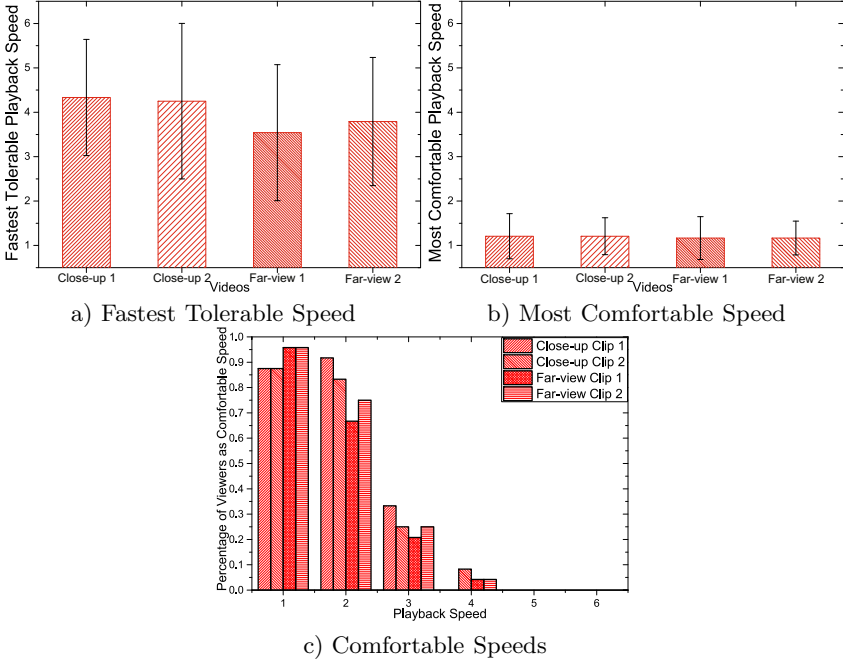 Fastest Tolerable Playback Speed
6
5
4
3
2
1
Close-up 1
Close-up 2
Far-view 1
Far-view 2
Videos
a) Fastest Tolerable Speed
Most Comfortable Playback Speed
6
5
4
3
2
1
Close-up 1
Close-up 2
Far-view 1
Far-view 2
Videos
b) Most Comfortable Speed
Percentage of Viewers as Comfortable Speed
1.0
0.9
0.8
0.7
0.6
0.5
0.4
0.3
0.2
0.1
0.0
Close-up Clip 1
Close-up Clip 2
Far-view Clip 1
Far-view Clip 2
1 2 3 4 5 6
Playback Speed
c) Comfortable Speeds